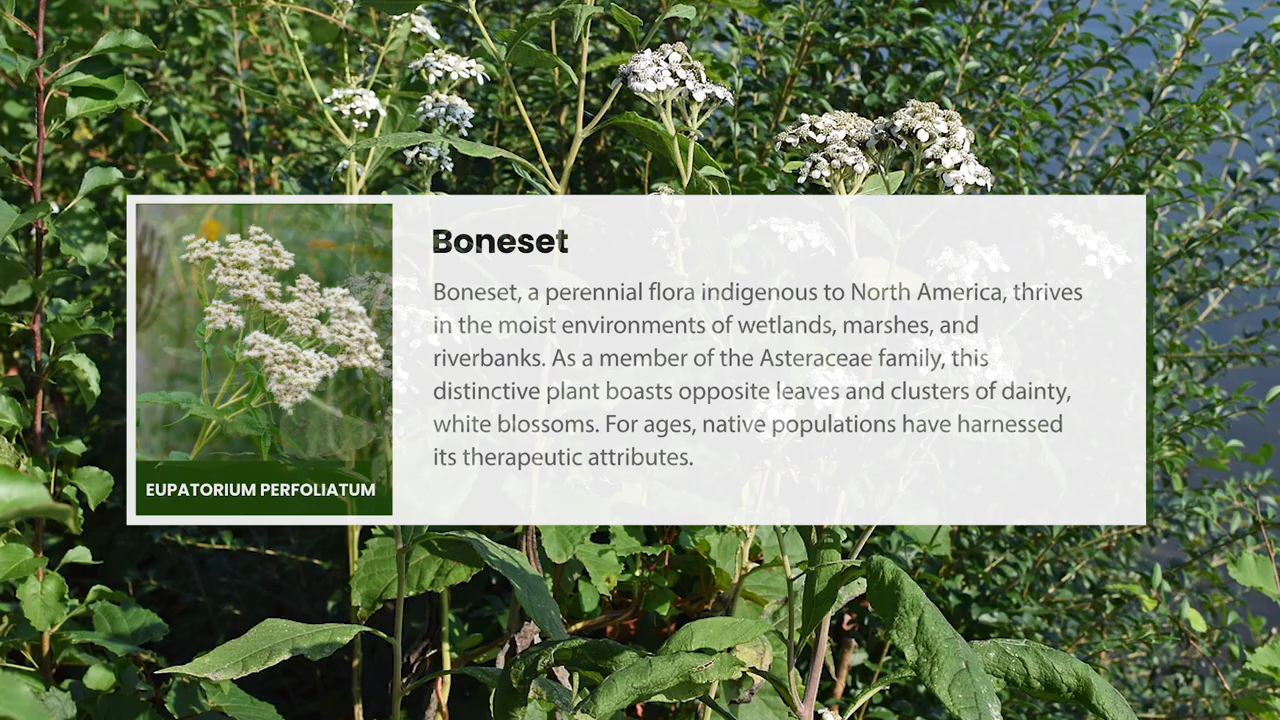 Boneset
Boneset, a perennial flora indigenous to North America, thrives
in the moist environments of wetlands, marshes, and
riverbanks. As a member of the Asteraceae family, this
distinctive plant boasts opposite leaves and clusters of dainty,
white blossoms. For ages, native populations have harnessed
its therapeutic attributes.
EUPATORIUM PERFOLIATUM